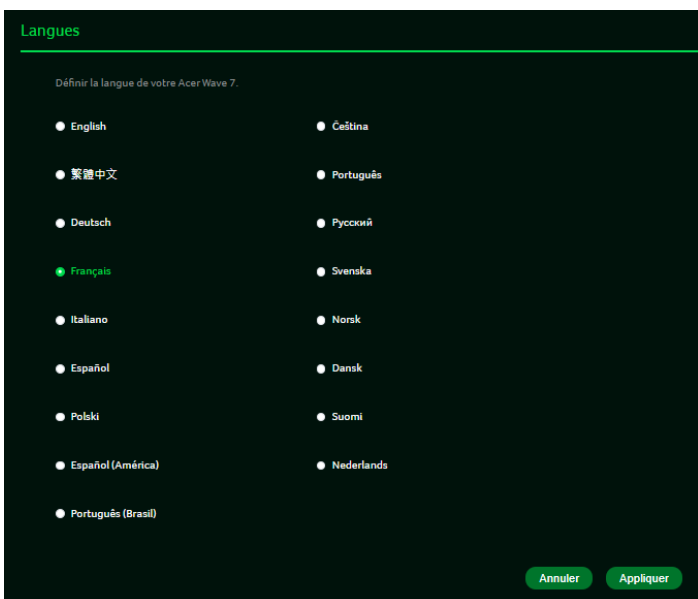 Langues
Définir la langue de votre Acer Wave 7.
English
Čeština
繁體中文
Português
Deutsch
Русский
Français
Svenska
Italiano
Norsk
Español
Dansk
Polski
Suomi
Español (América)
Nederlands
Português (Brasil)
Annuler
Appliquer